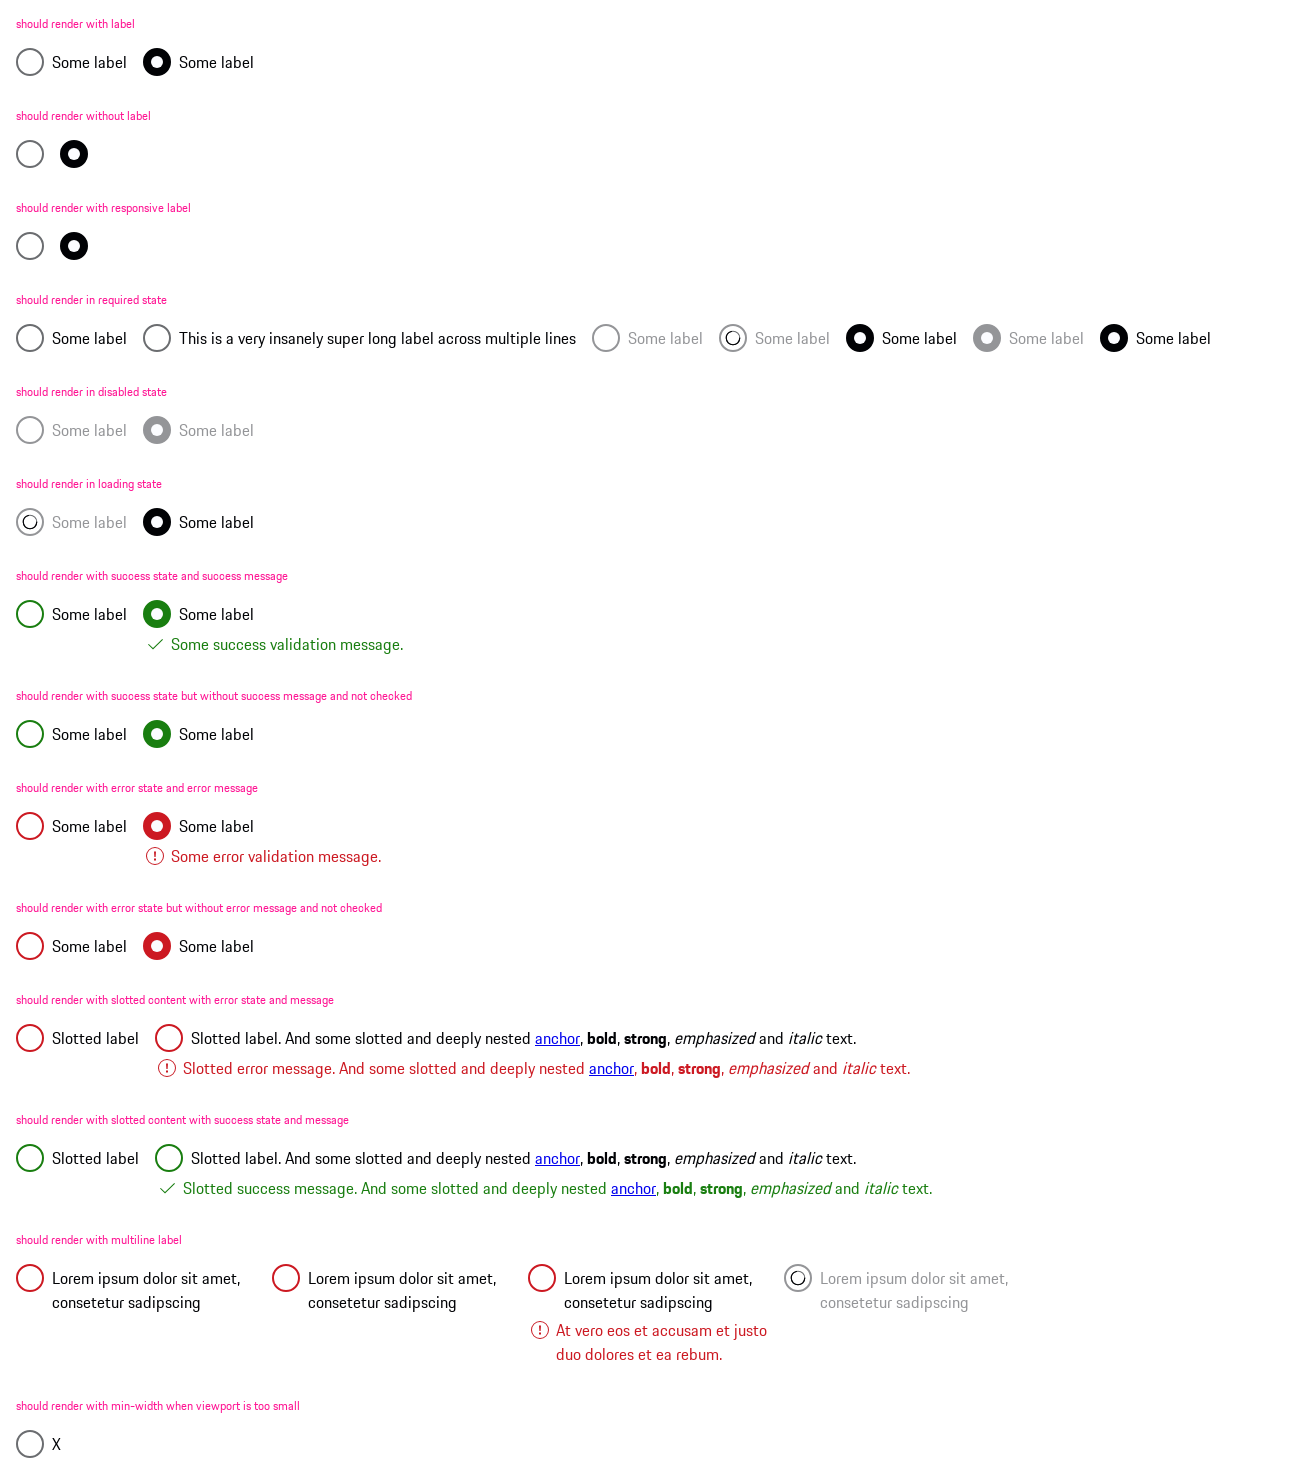 should render with label
Some label Some label
should render without label
should render with responsive label
should render in required state
Some label This is a very insanely super long label across multiple lines Some label Some label Some label Some label Some label
should render in disabled state
Some label Some label
should render in loading state
Some label Some label
should render with success state and success message
Some label Some label
Some success validation message.
should render with success state but without success message and not checked
Some label Some label
should render with error state and error message
Some label Some label
Some error validation message.
should render with error state but without error message and not checked
Some label Some label
should render with slotted content with error state and message
Slotted label Slotted label. And some slotted and deeply nested anchor, bold, strong, emphasized and italic text.
Slotted error message. And some slotted and deeply nested anchor, bold, strong, emphasized and italic text.
should render with slotted content with success state and message
Slotted label Slotted label. And some slotted and deeply nested anchor, bold, strong, emphasized and italic text.
Slotted success message. And some slotted and deeply nested anchor, bold, strong, emphasized and italic text.
should render with multiline label
Lorem ipsum dolor sit amet, Lorem ipsum dolor sit amet, Lorem ipsum dolor sit amet, Lorem ipsum dolor sit amet,
consetetur sadipscing consetetur sadipscing consetetur sadipscing consetetur sadipscing
At vero eos et accusam et justo
duo dolores et ea rebum.
should render with min-width when viewport is too small
X